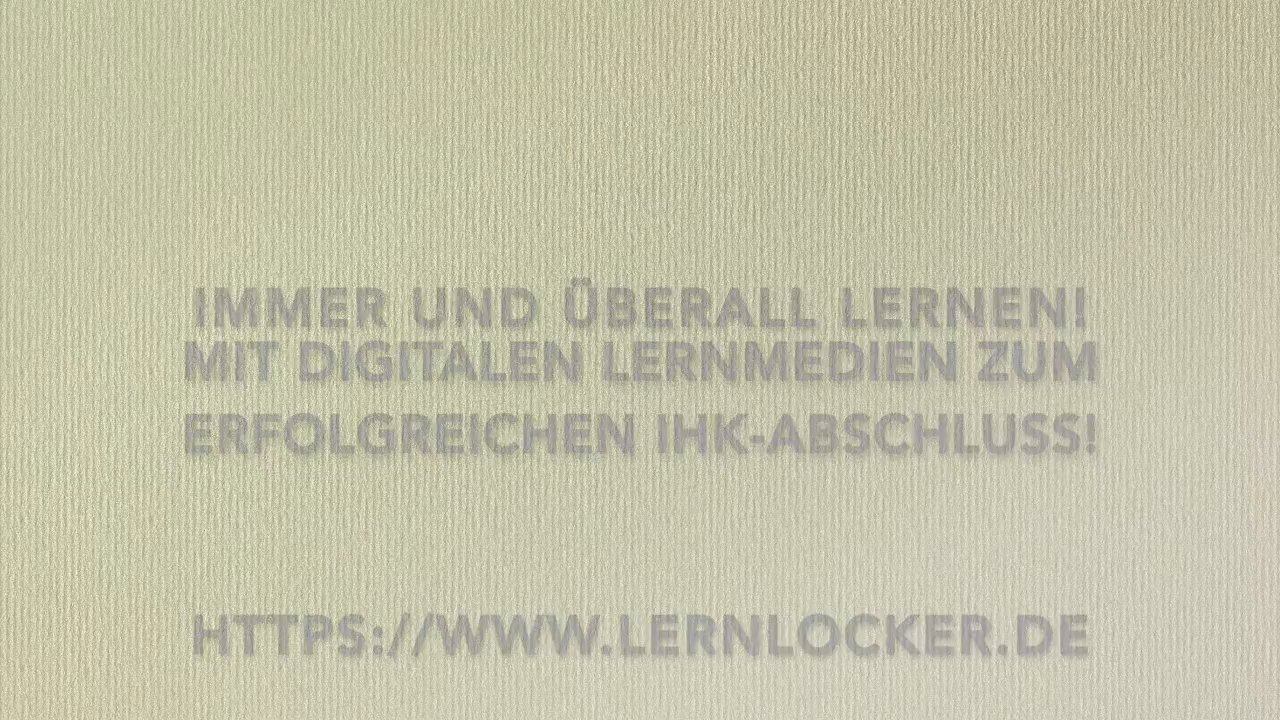 IMMER UND ÜBERALL LERNEN!
MIT DIGITALEN LERNMEDIEN ZUM
ERFOLGREICHEN IHK-ABSCHLUSS!
HTTPS://WWW.LERNLOCKER.DE